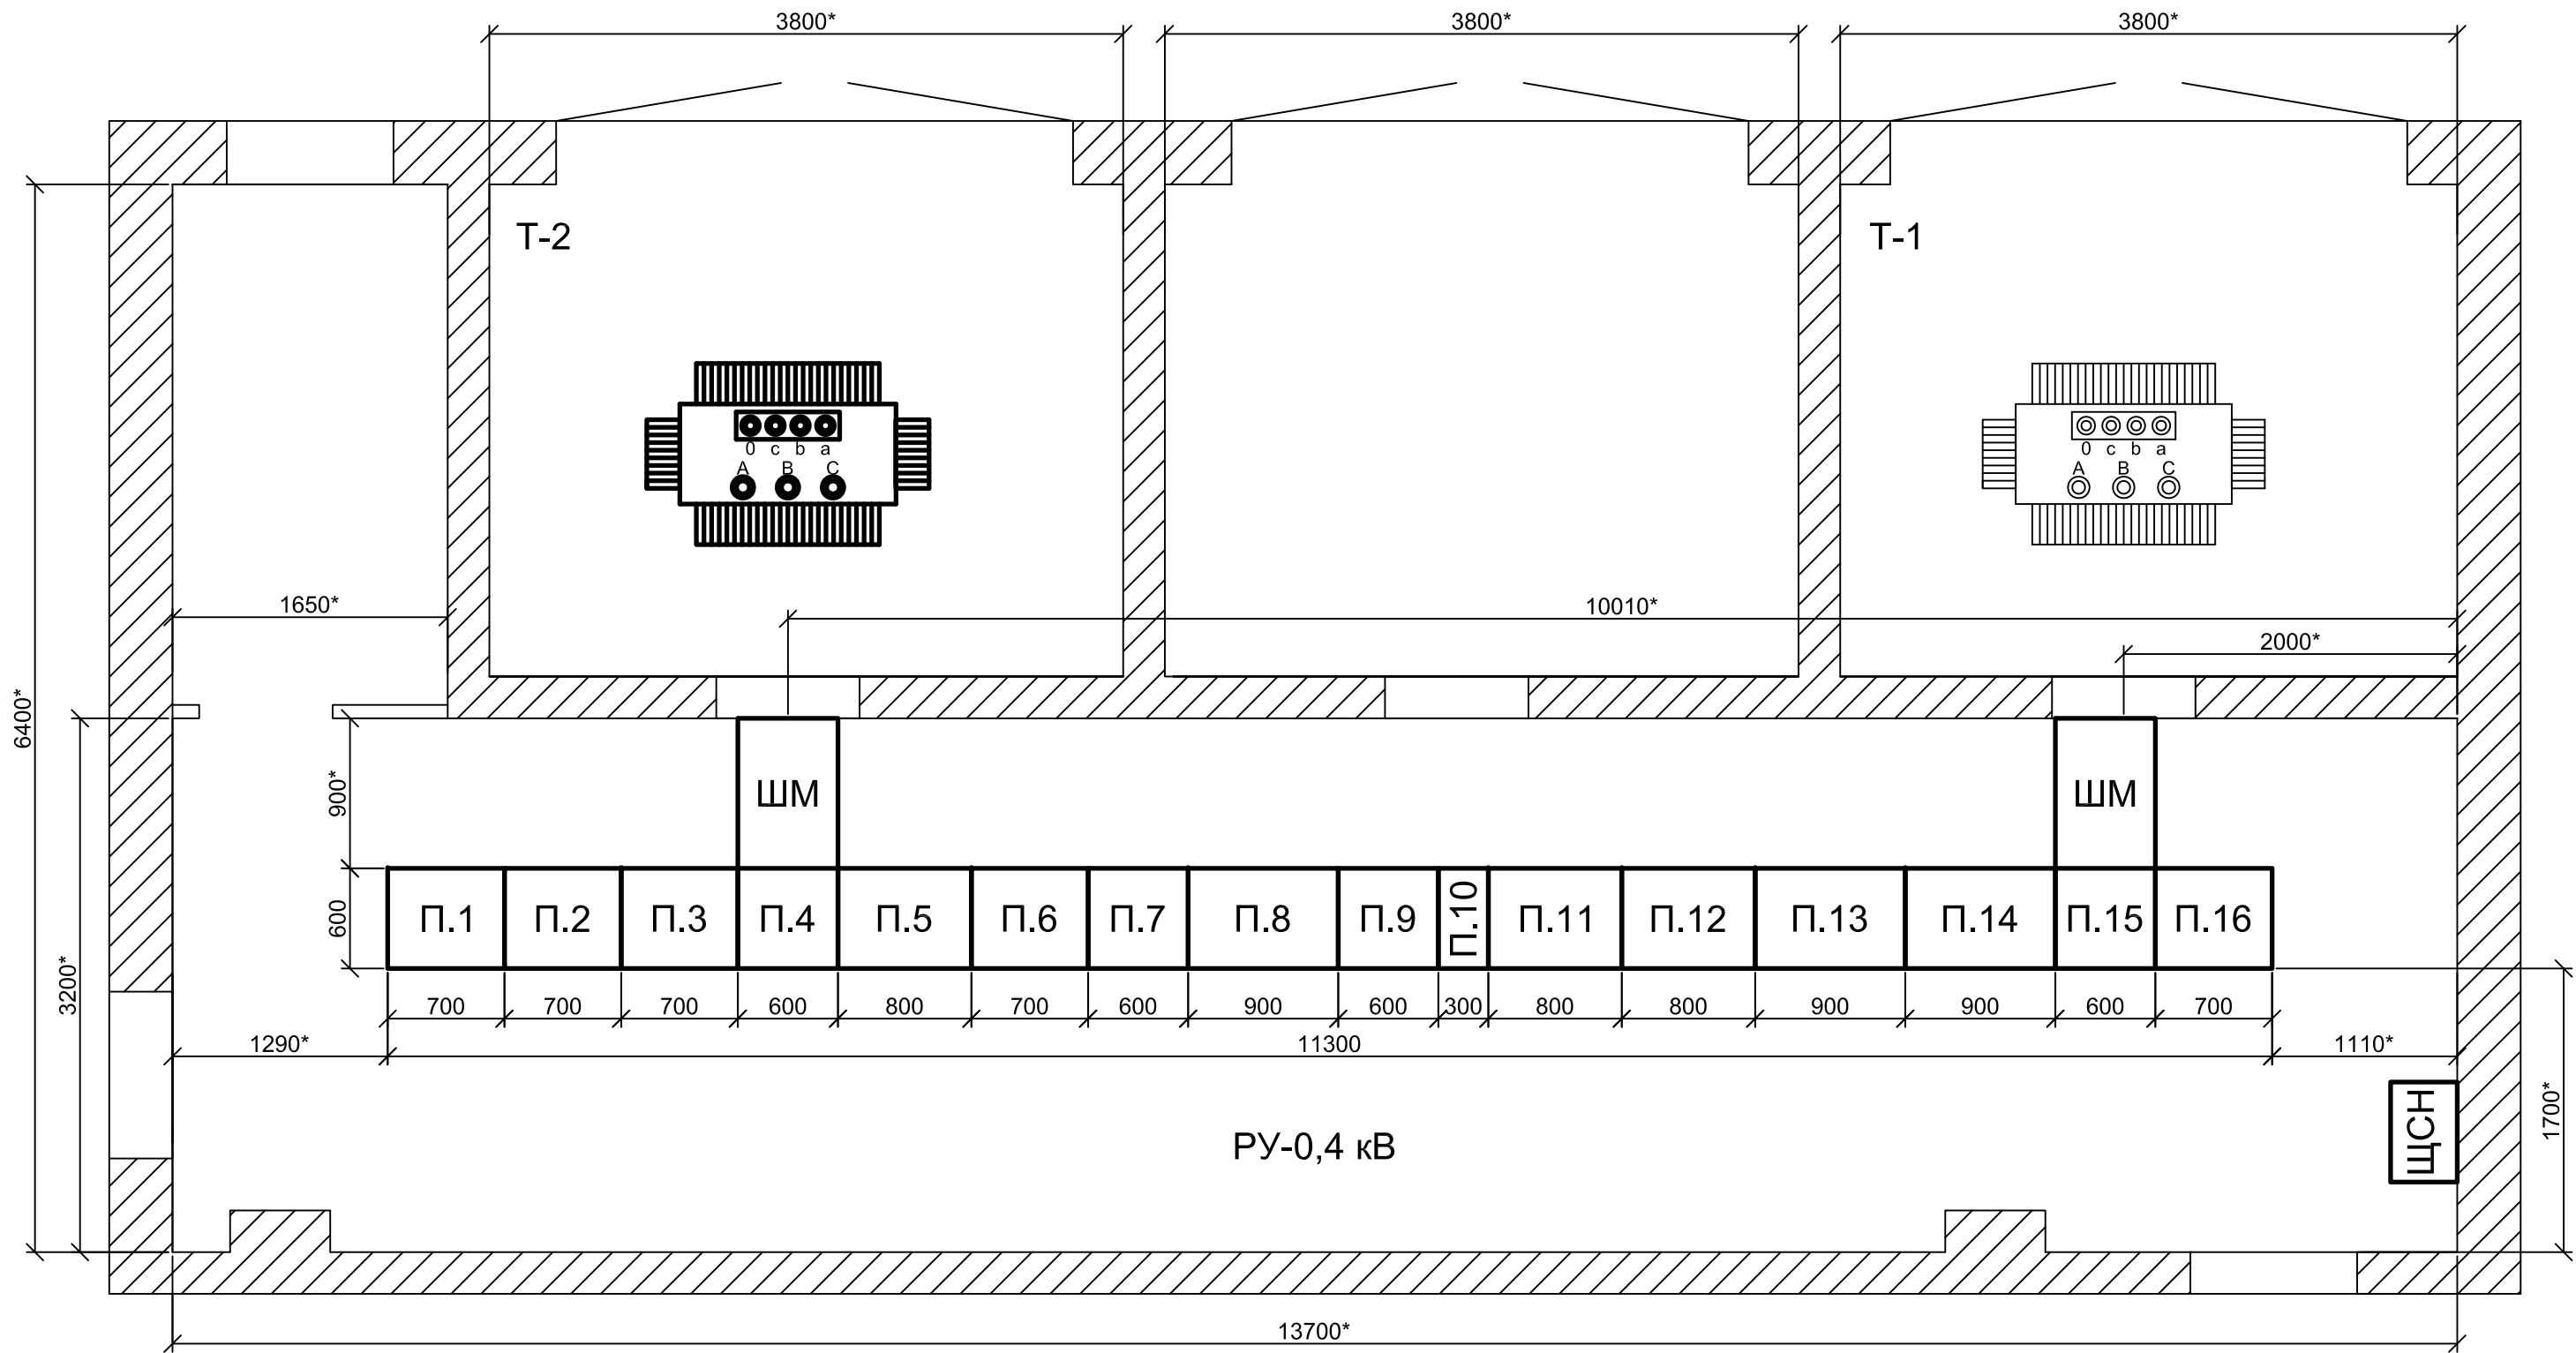 3800* 3800* 3800*
Т-2 Т-1
0 c b a 0 c b a
A B C A B C
1650* 10010*
2000*
6400*
3200*
900*
ШМ ШМ
600
П.1 П.2 П.3 П.4 П.5 П.6 П.7 П.8 П.9 П.10 П.11 П.12 П.13 П.14 П.15 П.16
700 700 700 600 800 700 600 900 600 300 800 800 900 900 600 700
1290* 11300 1110*
1700*
ЩСН
РУ-0,4 кВ
13700*